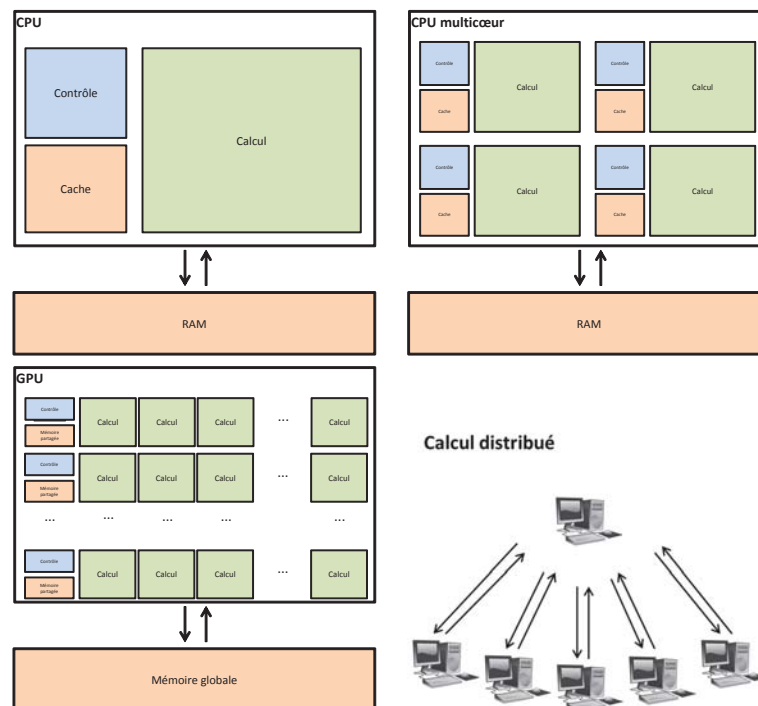 CPU
Contrôle
Cache
Calcul
RAM
CPU multicœur
Contrôle
Calcul
Cache
Contrôle
Calcul
Cache
Contrôle
Calcul
Cache
Contrôle
Calcul
Cache
RAM
GPU
Contrôle
Mémoire
partagée
Calcul Calcul Calcul ... Calcul
Contrôle
Mémoire
partagée
Calcul Calcul Calcul ... Calcul
... ... ... ... ...
Contrôle
Mémoire
partagée
Calcul Calcul Calcul ... Calcul
Mémoire globale
Calcul distribué